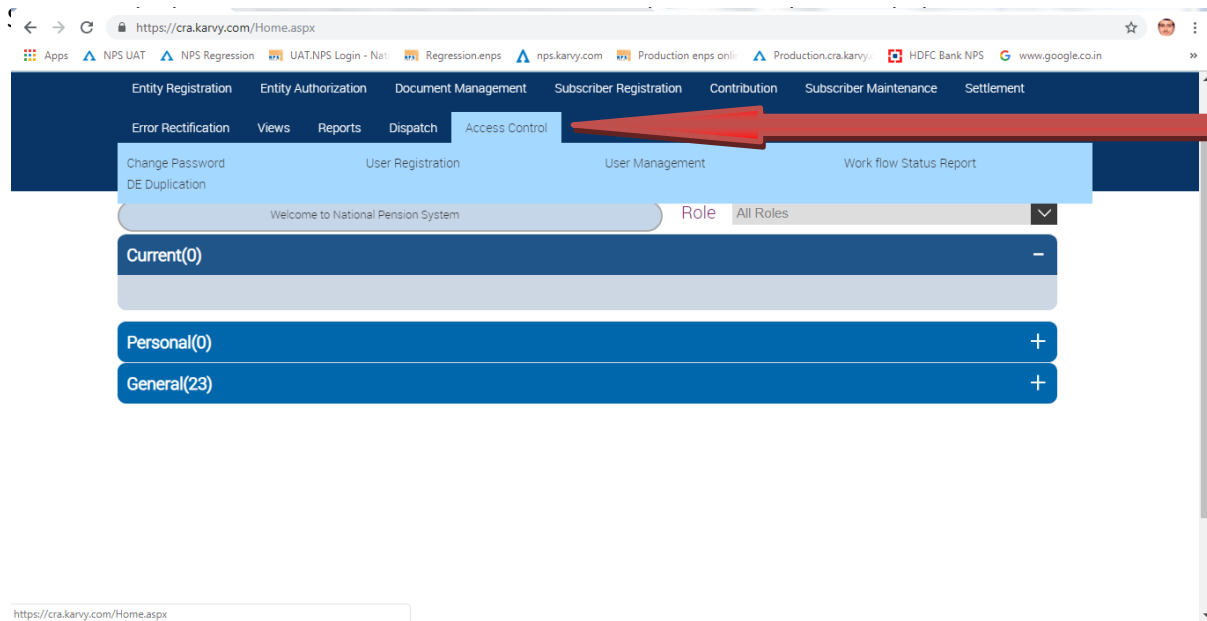 https://cra.karvy.com/Home.aspx
Apps NPS UAT NPS Regression UAT.NPS Login - Nati Regression.enps nps.karvy.com Production enps onlin Production.cra.karvy. HDFC Bank NPS www.google.co.in »
Entity Registration Entity Authorization Document Management Subscriber Registration Contribution Subscriber Maintenance Settlement
Error Rectification Views Reports Dispatch Access Control
Change Password User Registration User Management Work flow Status Report
DE Duplication
Welcome to National Pension System Role All Roles
Current(0)
Personal(0)
General(23)
https://cra.karvy.com/Home.aspx